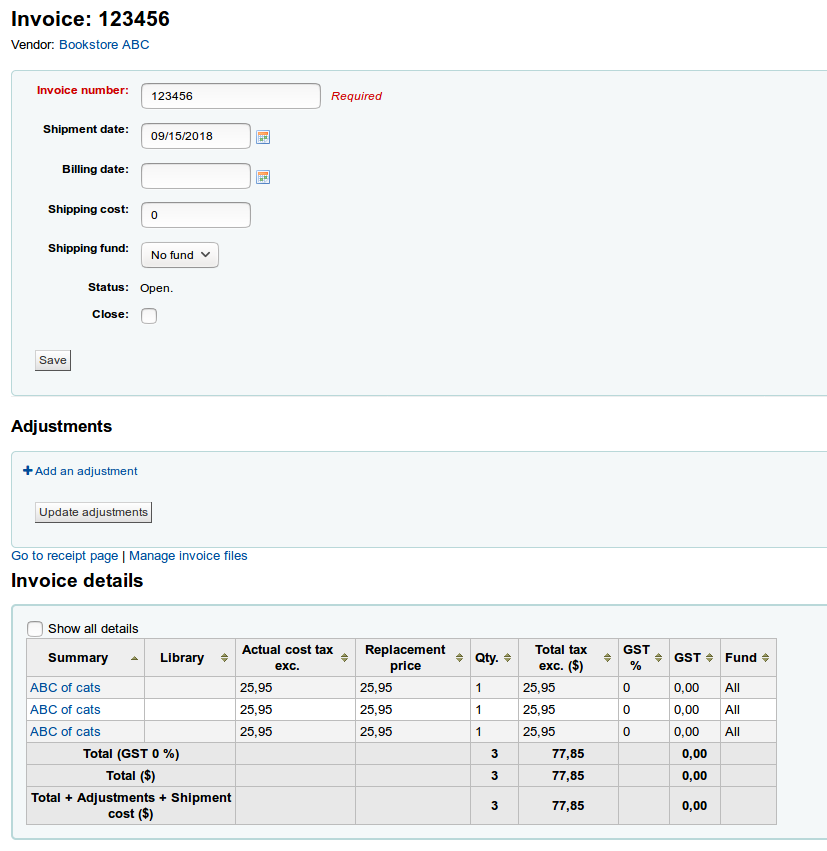 Invoice: 123456
Vendor: Bookstore ABC
Invoice number: 123456 Required
Shipment date: 09/15/2018
Billing date:
Shipping cost: 0
Shipping fund: No fund
Status: Open.
Close:
Save
Adjustments
+ Add an adjustment
Update adjustments
Go to receipt page | Manage invoice files
Invoice details
Show all details
Summary Library Actual cost tax exc. Replacement price Qty. Total tax exc. ($) GST % GST Fund
ABC of cats 25,95 25,95 1 25,95 0 0,00 All
ABC of cats 25,95 25,95 1 25,95 0 0,00 All
ABC of cats 25,95 25,95 1 25,95 0 0,00 All
Total (GST 0 %) 3 77,85 0,00
Total ($) 3 77,85 0,00
Total + Adjustments + Shipment cost ($) 3 77,85 0,00